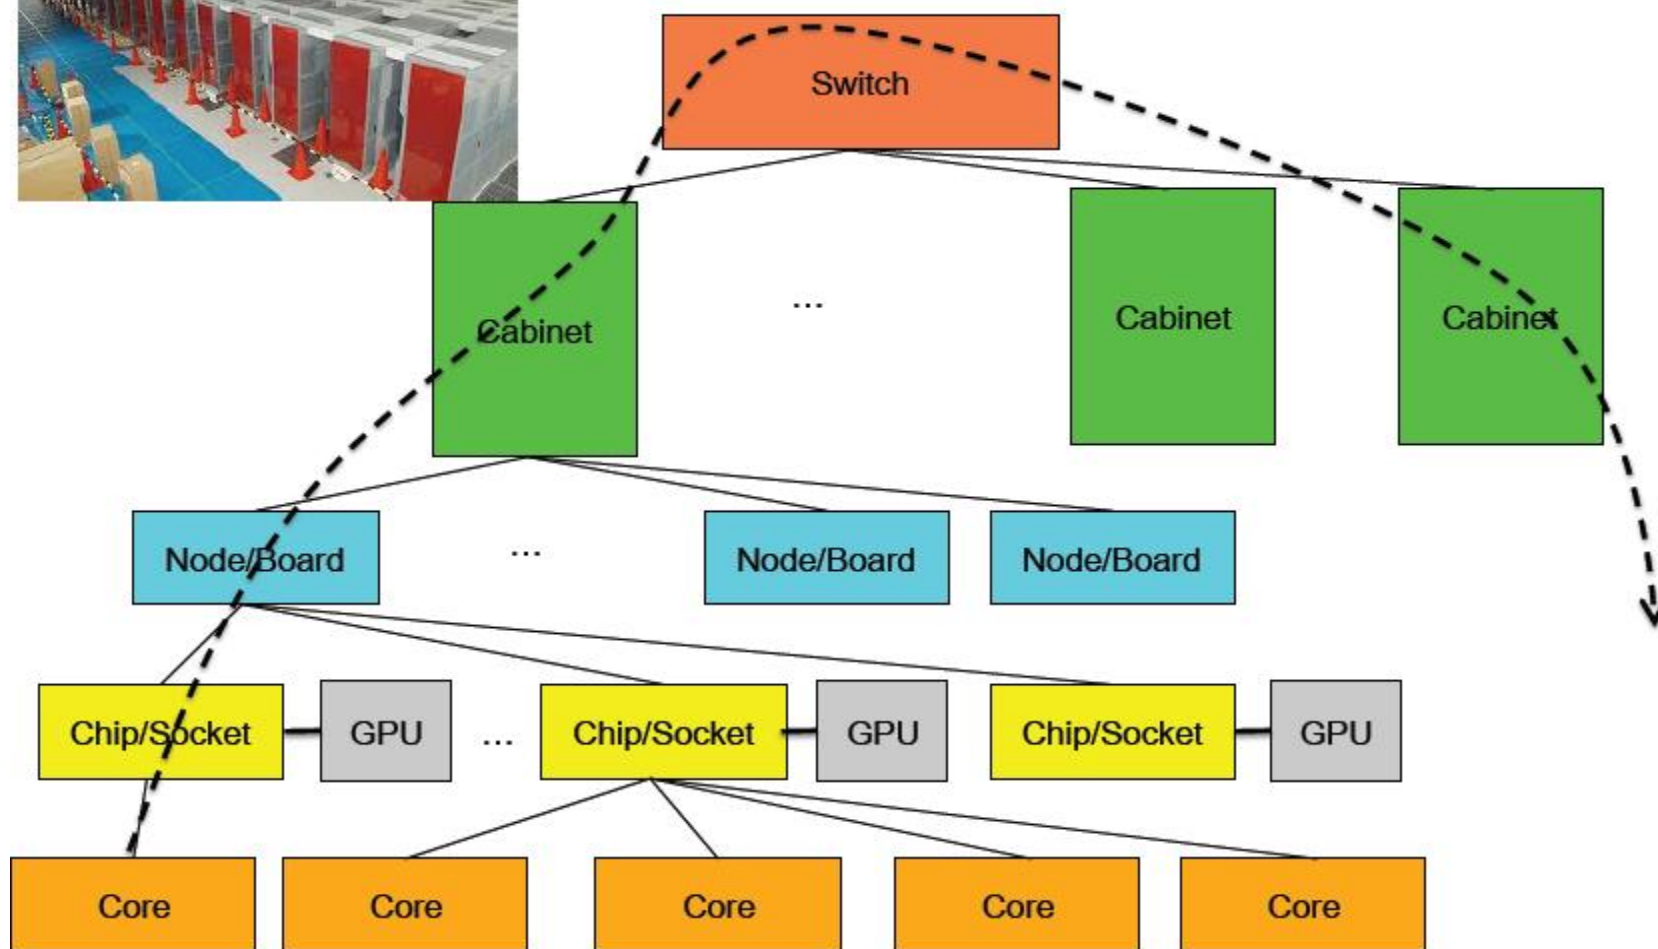 Switch
Cabinet
...
Cabinet
Cabinet
Node/Board
...
Node/Board
Node/Board
Chip/Socket
GPU
...
Chip/Socket
GPU
Chip/Socket
GPU
Core
Core
Core
Core
Core